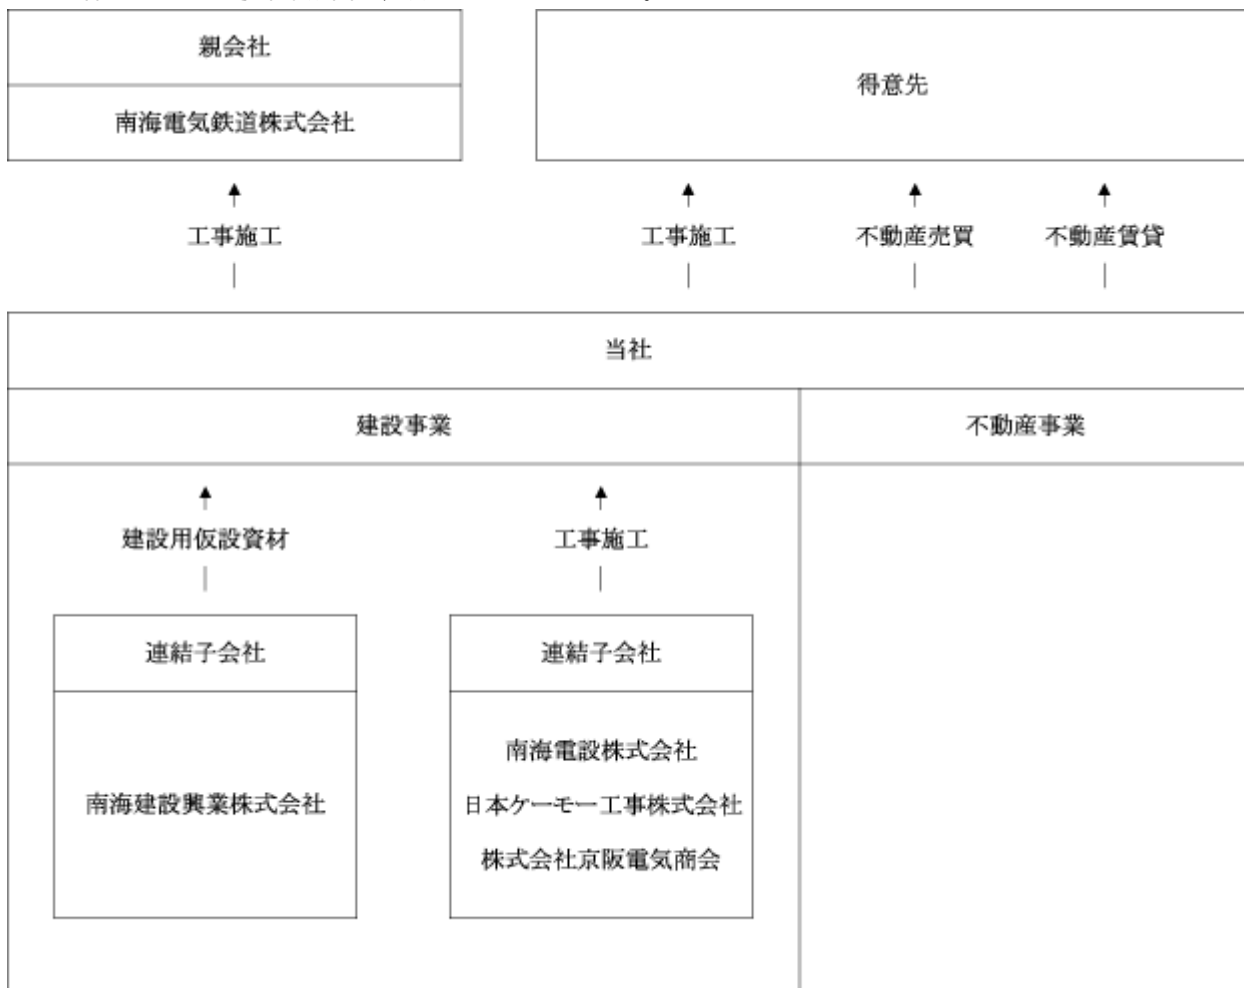 親会社
南海電気鉄道株式会社
得意先
工事施工
工事施工
不動産売買
不動産賃貸
当社
建設事業
不動産事業
建設用仮設資材
工事施工
連結子会社
南海建設興業株式会社
連結子会社
南海電設株式会社
日本ケーモー工事株式会社
株式会社京阪電気商会